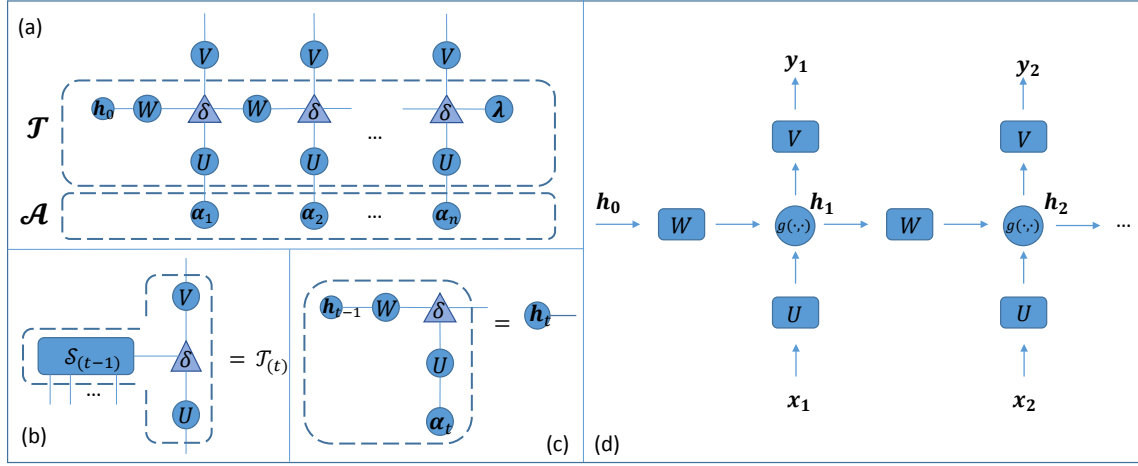 (a)
V V V
𝓣 h₀ W δ W δ δ λ
...
U U U
𝓐 α₁ α₂ ... αₙ
V
𝒮₍ₜ₋₁₎ δ = 𝒯₍ₜ₎
...
U
(b)
hₜ₋₁ W δ = hₜ
U
αₜ
(c)
y₁ y₂
V V
h₀ h₁ h₂
W g(·,·) W g(·,·) ...
U U
x₁ x₂
(d)